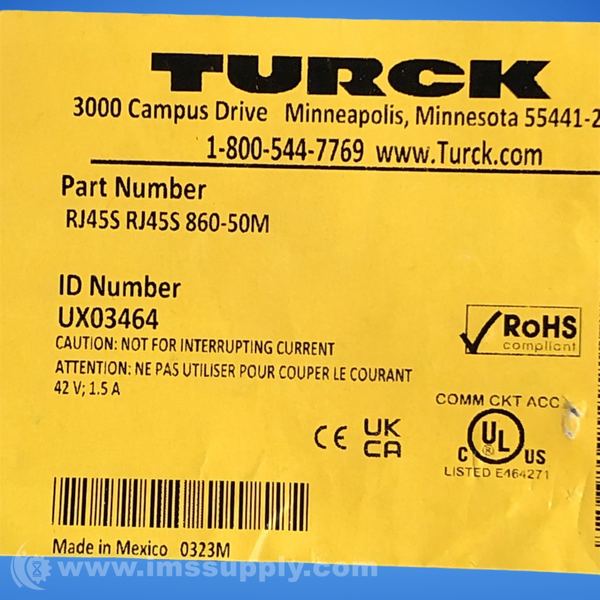 TURCK
3000 Campus Drive Minneapolis, Minnesota 55441-2
1-800-544-7769 www.Turck.com
Part Number
RJ45S RJ45S 860-50M
ID Number
UX03464
CAUTION: NOT FOR INTERRUPTING CURRENT
ATTENTION: NE PAS UTILISER POUR COUPER LE COURANT
42 V; 1.5 A
RoHS
compliant
COMM CKT ACC
CE UK
CA
C UL US
®
LISTED E464271
Made in Mexico 0323M
www.imssupply.com